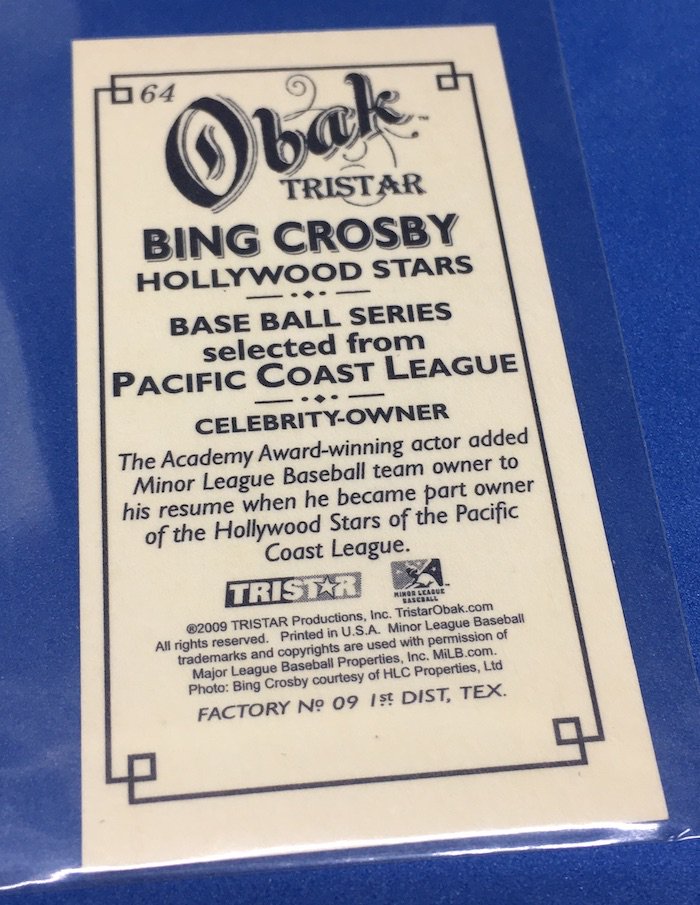 64
Obak™
TRISTAR
BING CROSBY
HOLLYWOOD STARS
BASE BALL SERIES
selected from
PACIFIC COAST LEAGUE
CELEBRITY-OWNER
The Academy Award-winning actor added
Minor League Baseball team owner to
his resume when he became part owner
of the Hollywood Stars of the Pacific
Coast League.
TRISTAR
MINOR LEAGUE
BASEBALL™
®2009 TRISTAR Productions, Inc. TristarObak.com
All rights reserved. Printed in U.S.A. Minor League Baseball
trademarks and copyrights are used with permission of
Major League Baseball Properties, Inc. MiLB.com.
Photo: Bing Crosby courtesy of HLC Properties, Ltd
FACTORY Nº 09 1st DIST, TEX.